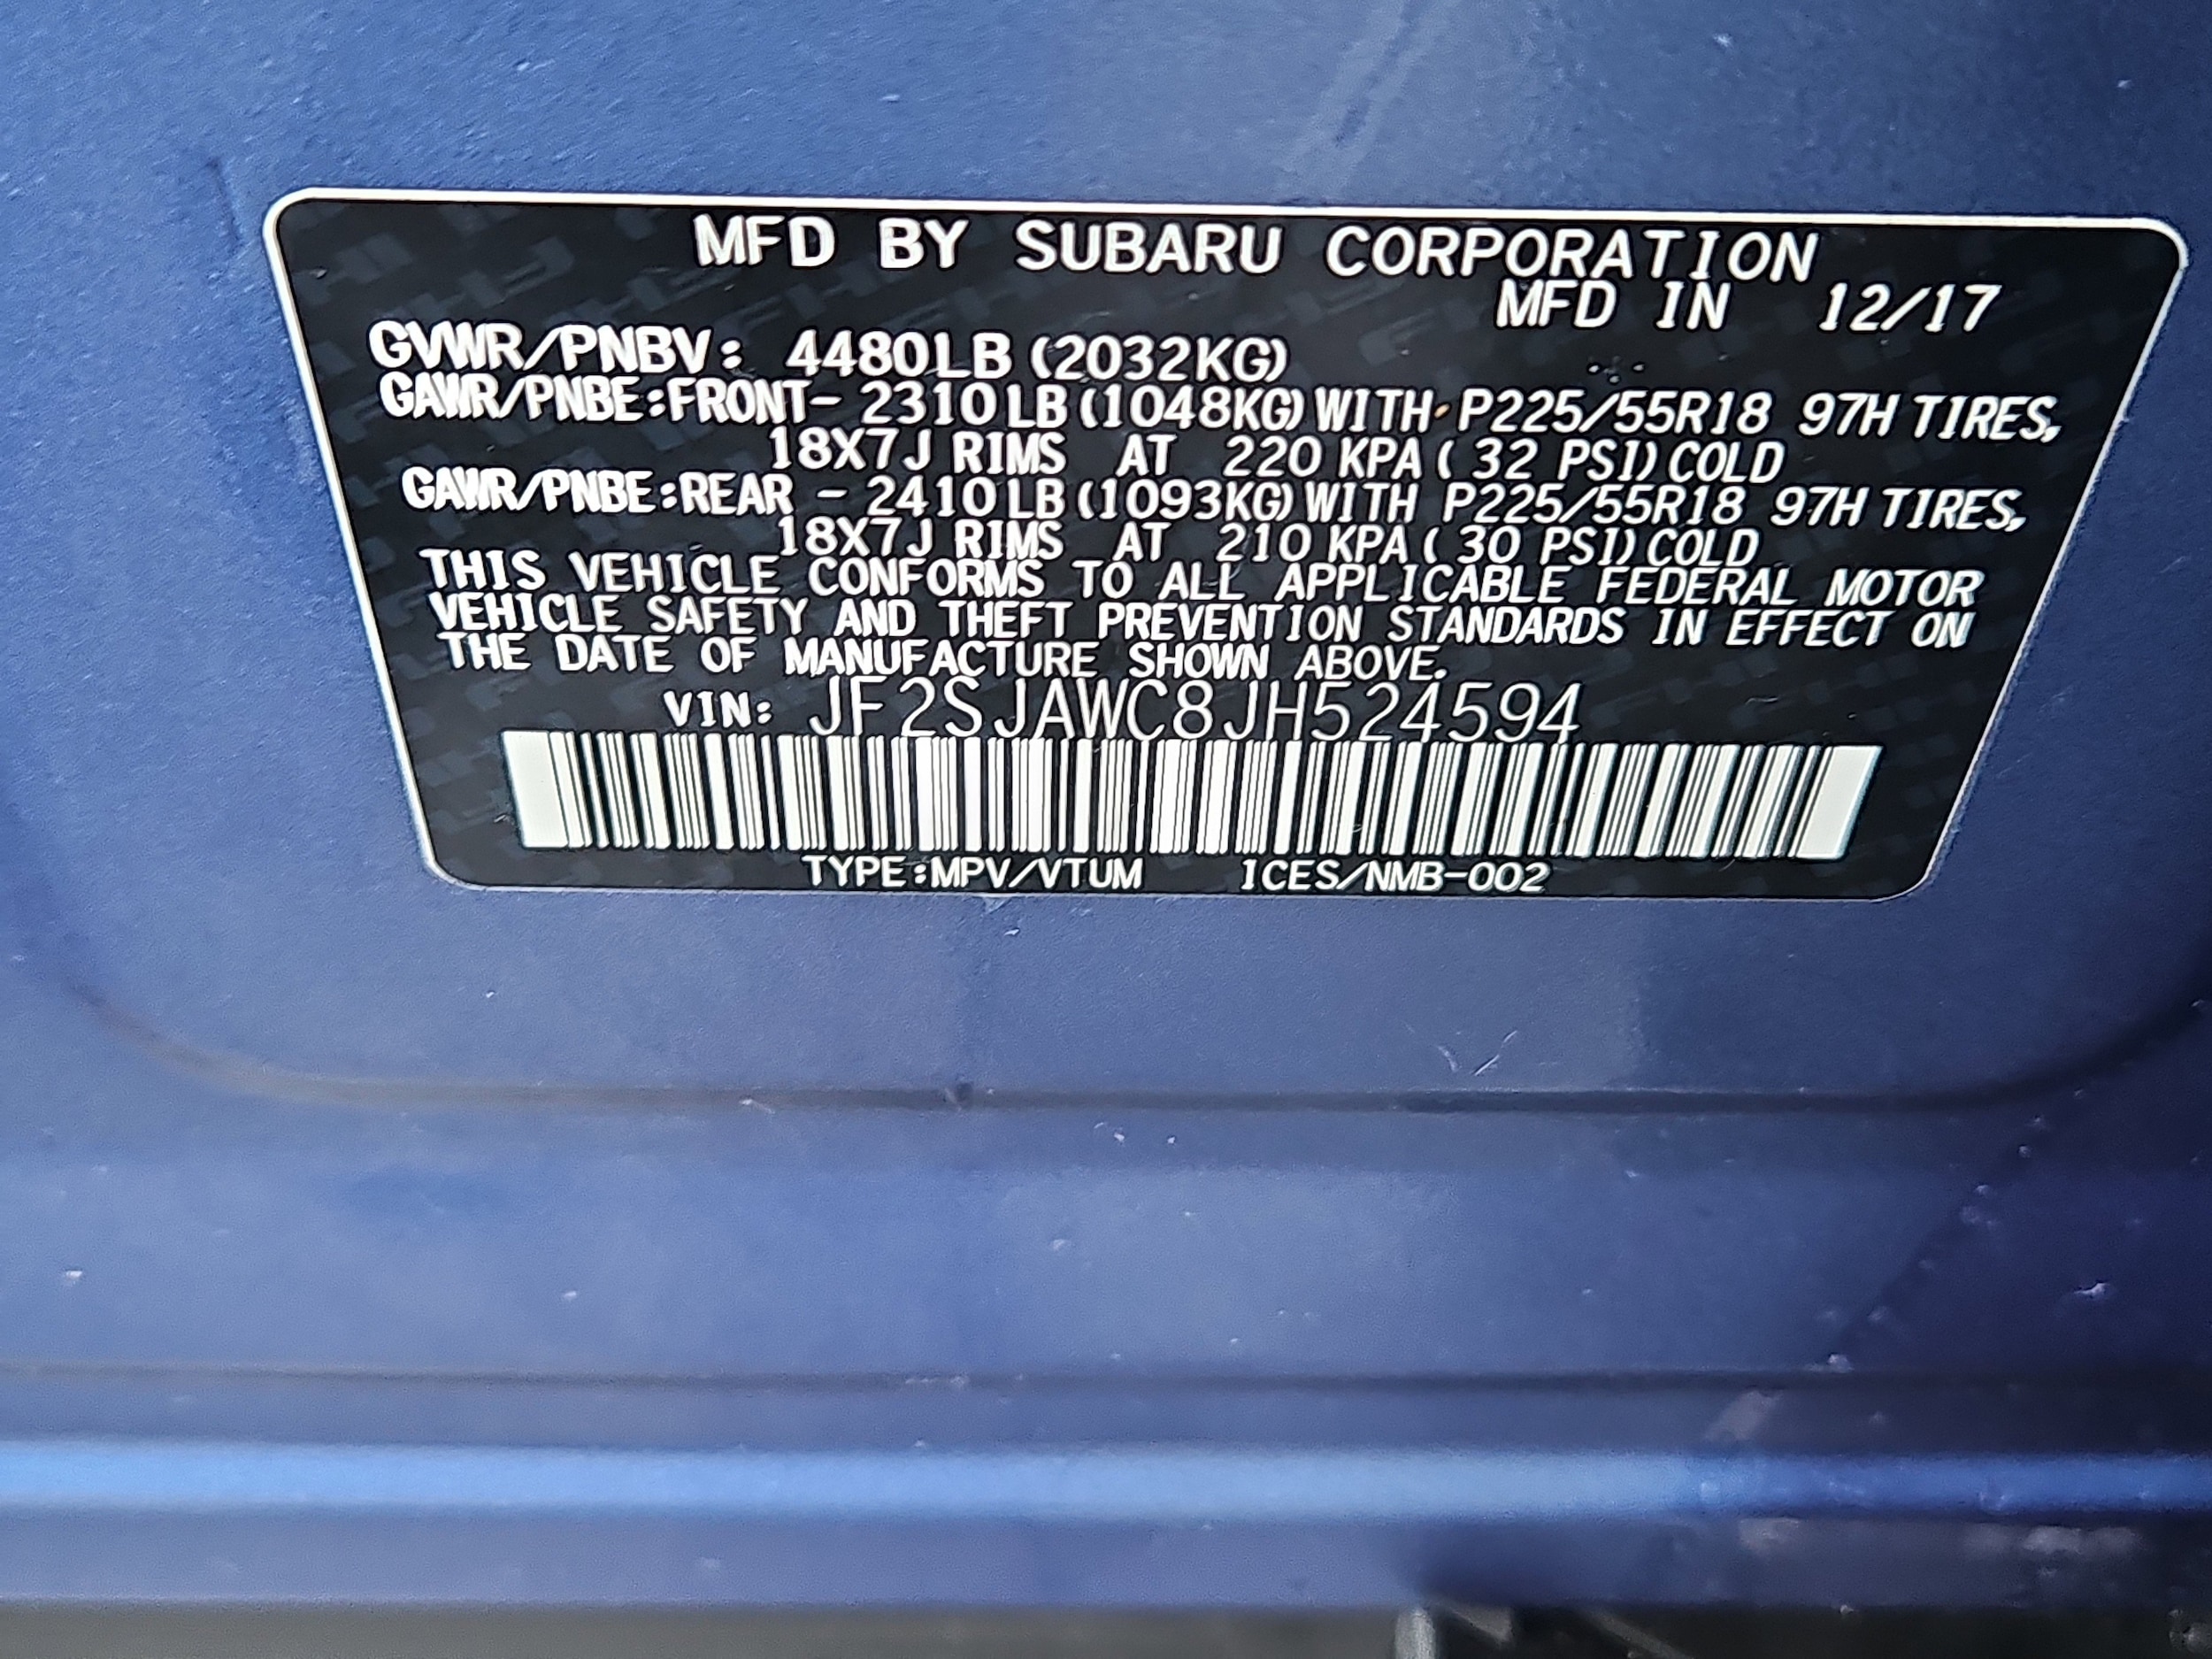 MFD BY SUBARU CORPORATION
MFD IN 12/17
GVWR/PNBV: 4480LB (2032KG)
GAWR/PNBE:FRONT- 2310LB(1048KG)WITH P225/55R18 97H TIRES,
18X7J RIMS AT 220 KPA( 32 PSI)COLD
GAWR/PNBE:REAR - 2410LB(1093KG)WITH P225/55R18 97H TIRES,
18X7J RIMS AT 210 KPA( 30 PSI)COLD
THIS VEHICLE CONFORMS TO ALL APPLICABLE FEDERAL MOTOR
VEHICLE SAFETY AND THEFT PREVENTION STANDARDS IN EFFECT ON
THE DATE OF MANUFACTURE SHOWN ABOVE.
VIN: JF2SJAWC8JH524594
TYPE:MPV/VTUM ICES/NMB-002